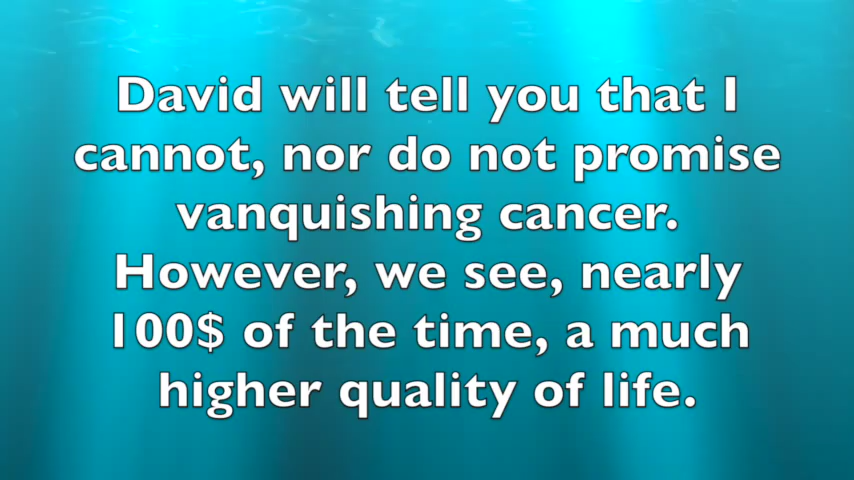 David will tell you that I
cannot, nor do not promise
vanquishing cancer.
However, we see, nearly
100$ of the time, a much
higher quality of life.